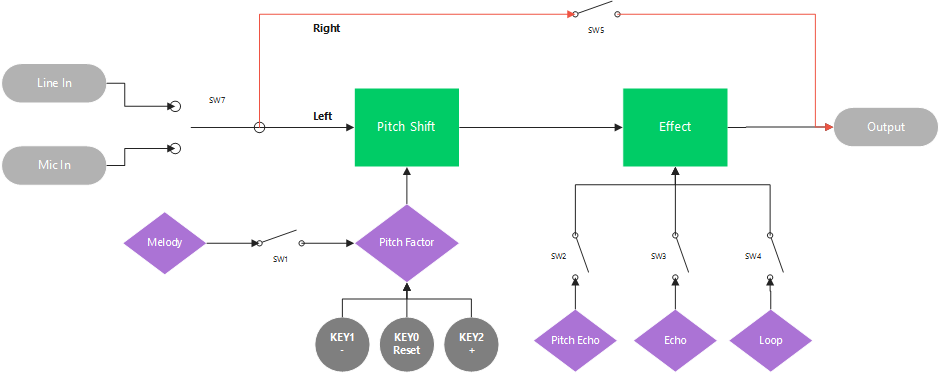 Right
SW5
Line In
SW7
Left
Pitch Shift
Effect
Output
Mic In
Melody
SW1
Pitch Factor
SW2
SW3
SW4
KEY1
-
KEY0
Reset
KEY2
+
Pitch Echo
Echo
Loop